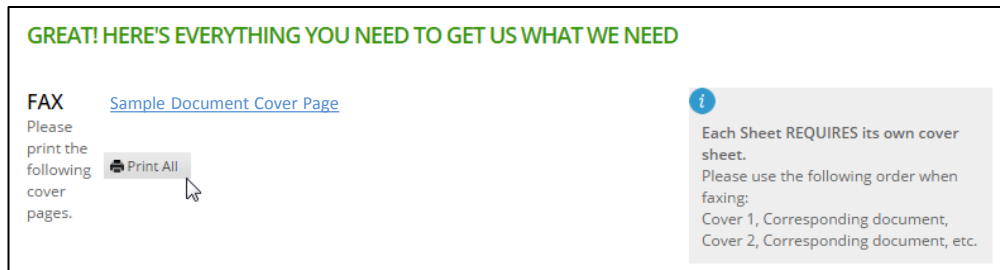 GREAT! HERE'S EVERYTHING YOU NEED TO GET US WHAT WE NEED
FAX
Please
print the
following
cover
pages.
Sample Document Cover Page
Print All
i
Each Sheet REQUIRES its own cover
sheet.
Please use the following order when
faxing:
Cover 1, Corresponding document,
Cover 2, Corresponding document, etc.